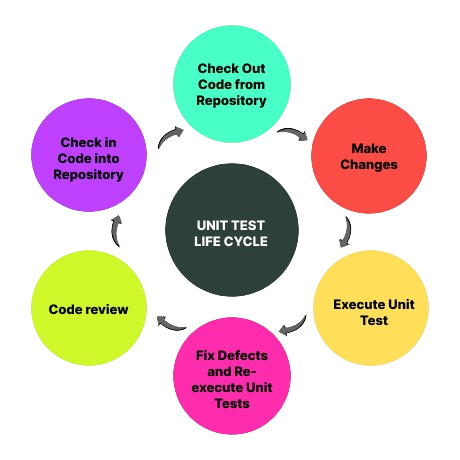 Check Out
Code from
Repository
Make
Changes
Execute Unit
Test
Fix Defects
and Re-
execute Unit
Tests
Code review
Check in
Code into
Repository
UNIT TEST
LIFE CYCLE